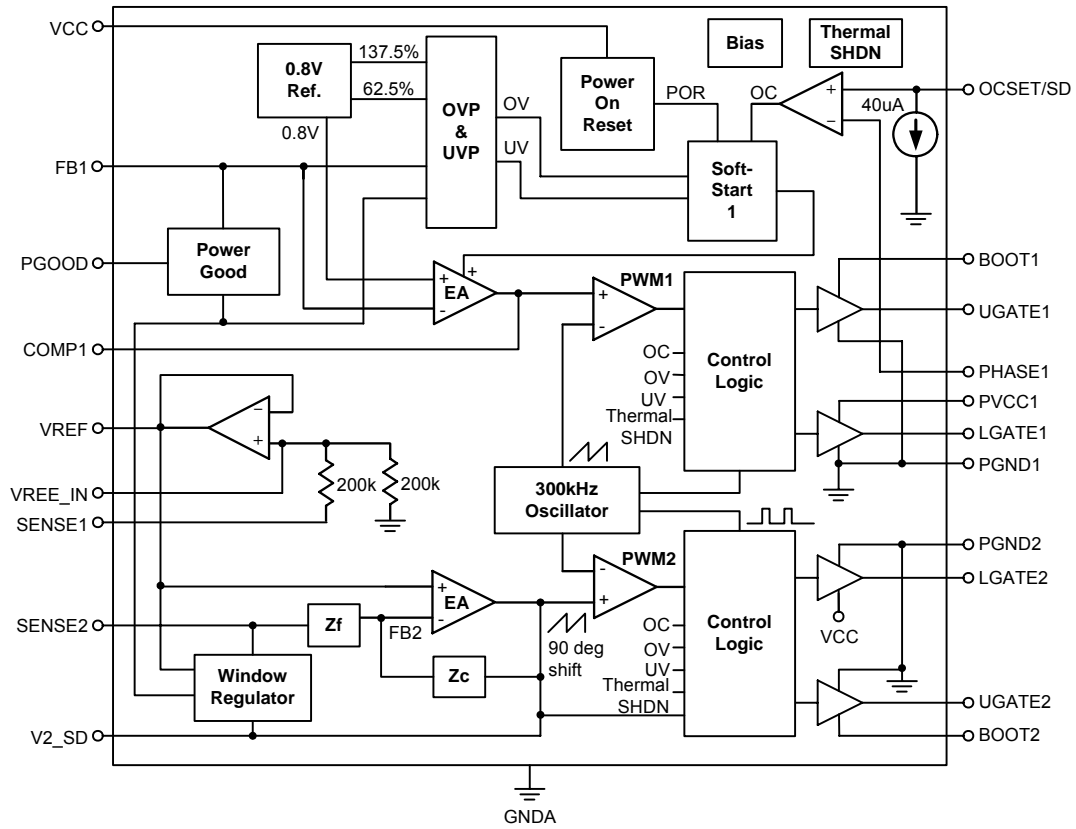 VCC
137.5%
0.8V
Ref.
62.5%
0.8V
OVP
&
UVP
OV
UV
Power
On
Reset
POR
Bias
Thermal
SHDN
OC
+
-
40uA
OCSET/SD
FB1
Soft-
Start
1
Power
Good
PGOOD
+
+
EA
-
PWM1
+
-
BOOT1
UGATE1
COMP1
OC
OV
UV
Thermal
SHDN
Control
Logic
PHASE1
PVCC1
LGATE1
PGND1
-
+
VREF
200k
200k
VREE_IN
SENSE1
300kHz
Oscillator
PWM2
-
+
PGND2
LGATE2
VCC
+
EA
-
SENSE2
Zf
FB2
Zc
90 deg
shift
OC
OV
UV
Thermal
SHDN
Control
Logic
Window
Regulator
UGATE2
V2_SD
BOOT2
GNDA